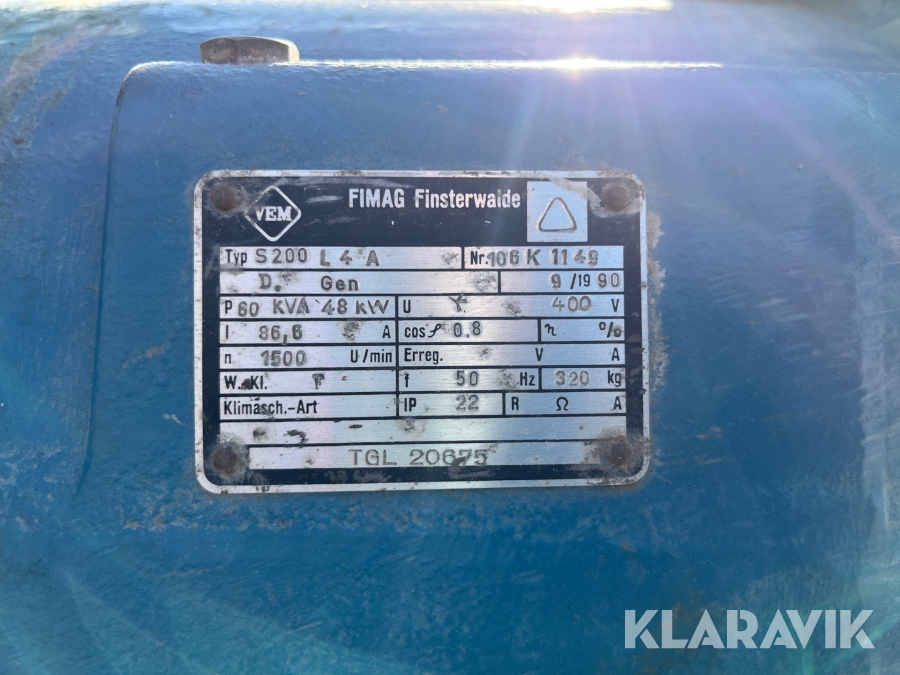 VEM FIMAG Finsterwalde
Typ S200 L 4 A Nr. 106 K 1149
D. Gen 9/1990
P 60 KVA 48 KW U Y 400 V
I 86,6 A cos φ 0,8 η %
n 1500 U/min Erreg. V A
W.Kl. F f 50 Hz 320 kg
Klimasch.-Art IP 22 R Ω A
TGL 20675
KLARAVIK